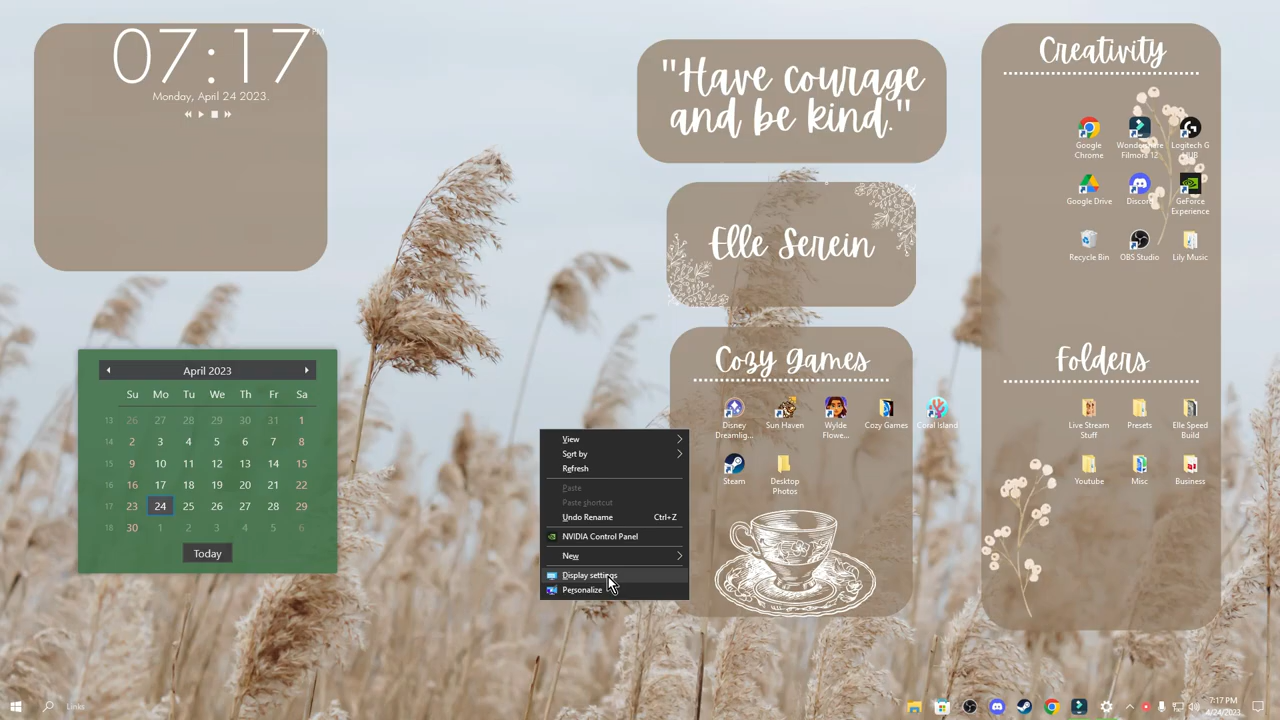 07:17 PM
Monday, April 24 2023.
"Have courage
and be kind."
Elle Serein
Creativity
Google
Chrome
Wondershare
Filmora 12
Logitech G
HUB
Google Drive
Discord
GeForce
Experience
Recycle Bin
OBS Studio
Lily Music
April 2023
Su Mo Tu We Th Fr Sa
13 26 27 28 29 30 31 1
14 2 3 4 5 6 7 8
15 9 10 11 12 13 14 15
16 16 17 18 19 20 21 22
17 23 24 25 26 27 28 29
18 30 1 2 3 4 5 6
Today
Cozy Games
Disney
Dreamlig...
Sun Haven
Wylde
Flowe...
Cozy Games
Coral Island
Steam
Desktop
Photos
Folders
Live Stream
Stuff
Presets
Elle Speed
Build
Youtube
Misc
Business
View
Sort by
Refresh
Paste
Paste shortcut
Undo Rename Ctrl+Z
NVIDIA Control Panel
New
Display settings
Personalize
Links
7:17 PM
4/24/2023